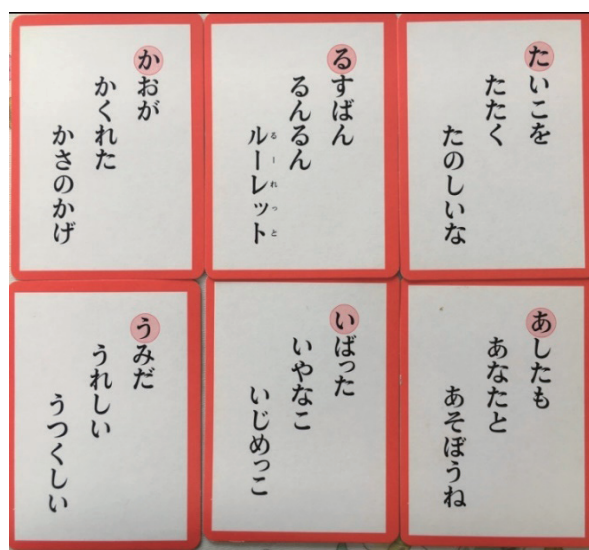 たいこを
たたく
たのしいな
るすばん
るんるん
ルーレット
るーれっと
かおが
かくれた
かさのかげ
あしたも
あなたと
あそぼうね
いばった
いやなこ
いじめっこ
うみだ
うれしい
うつくしい